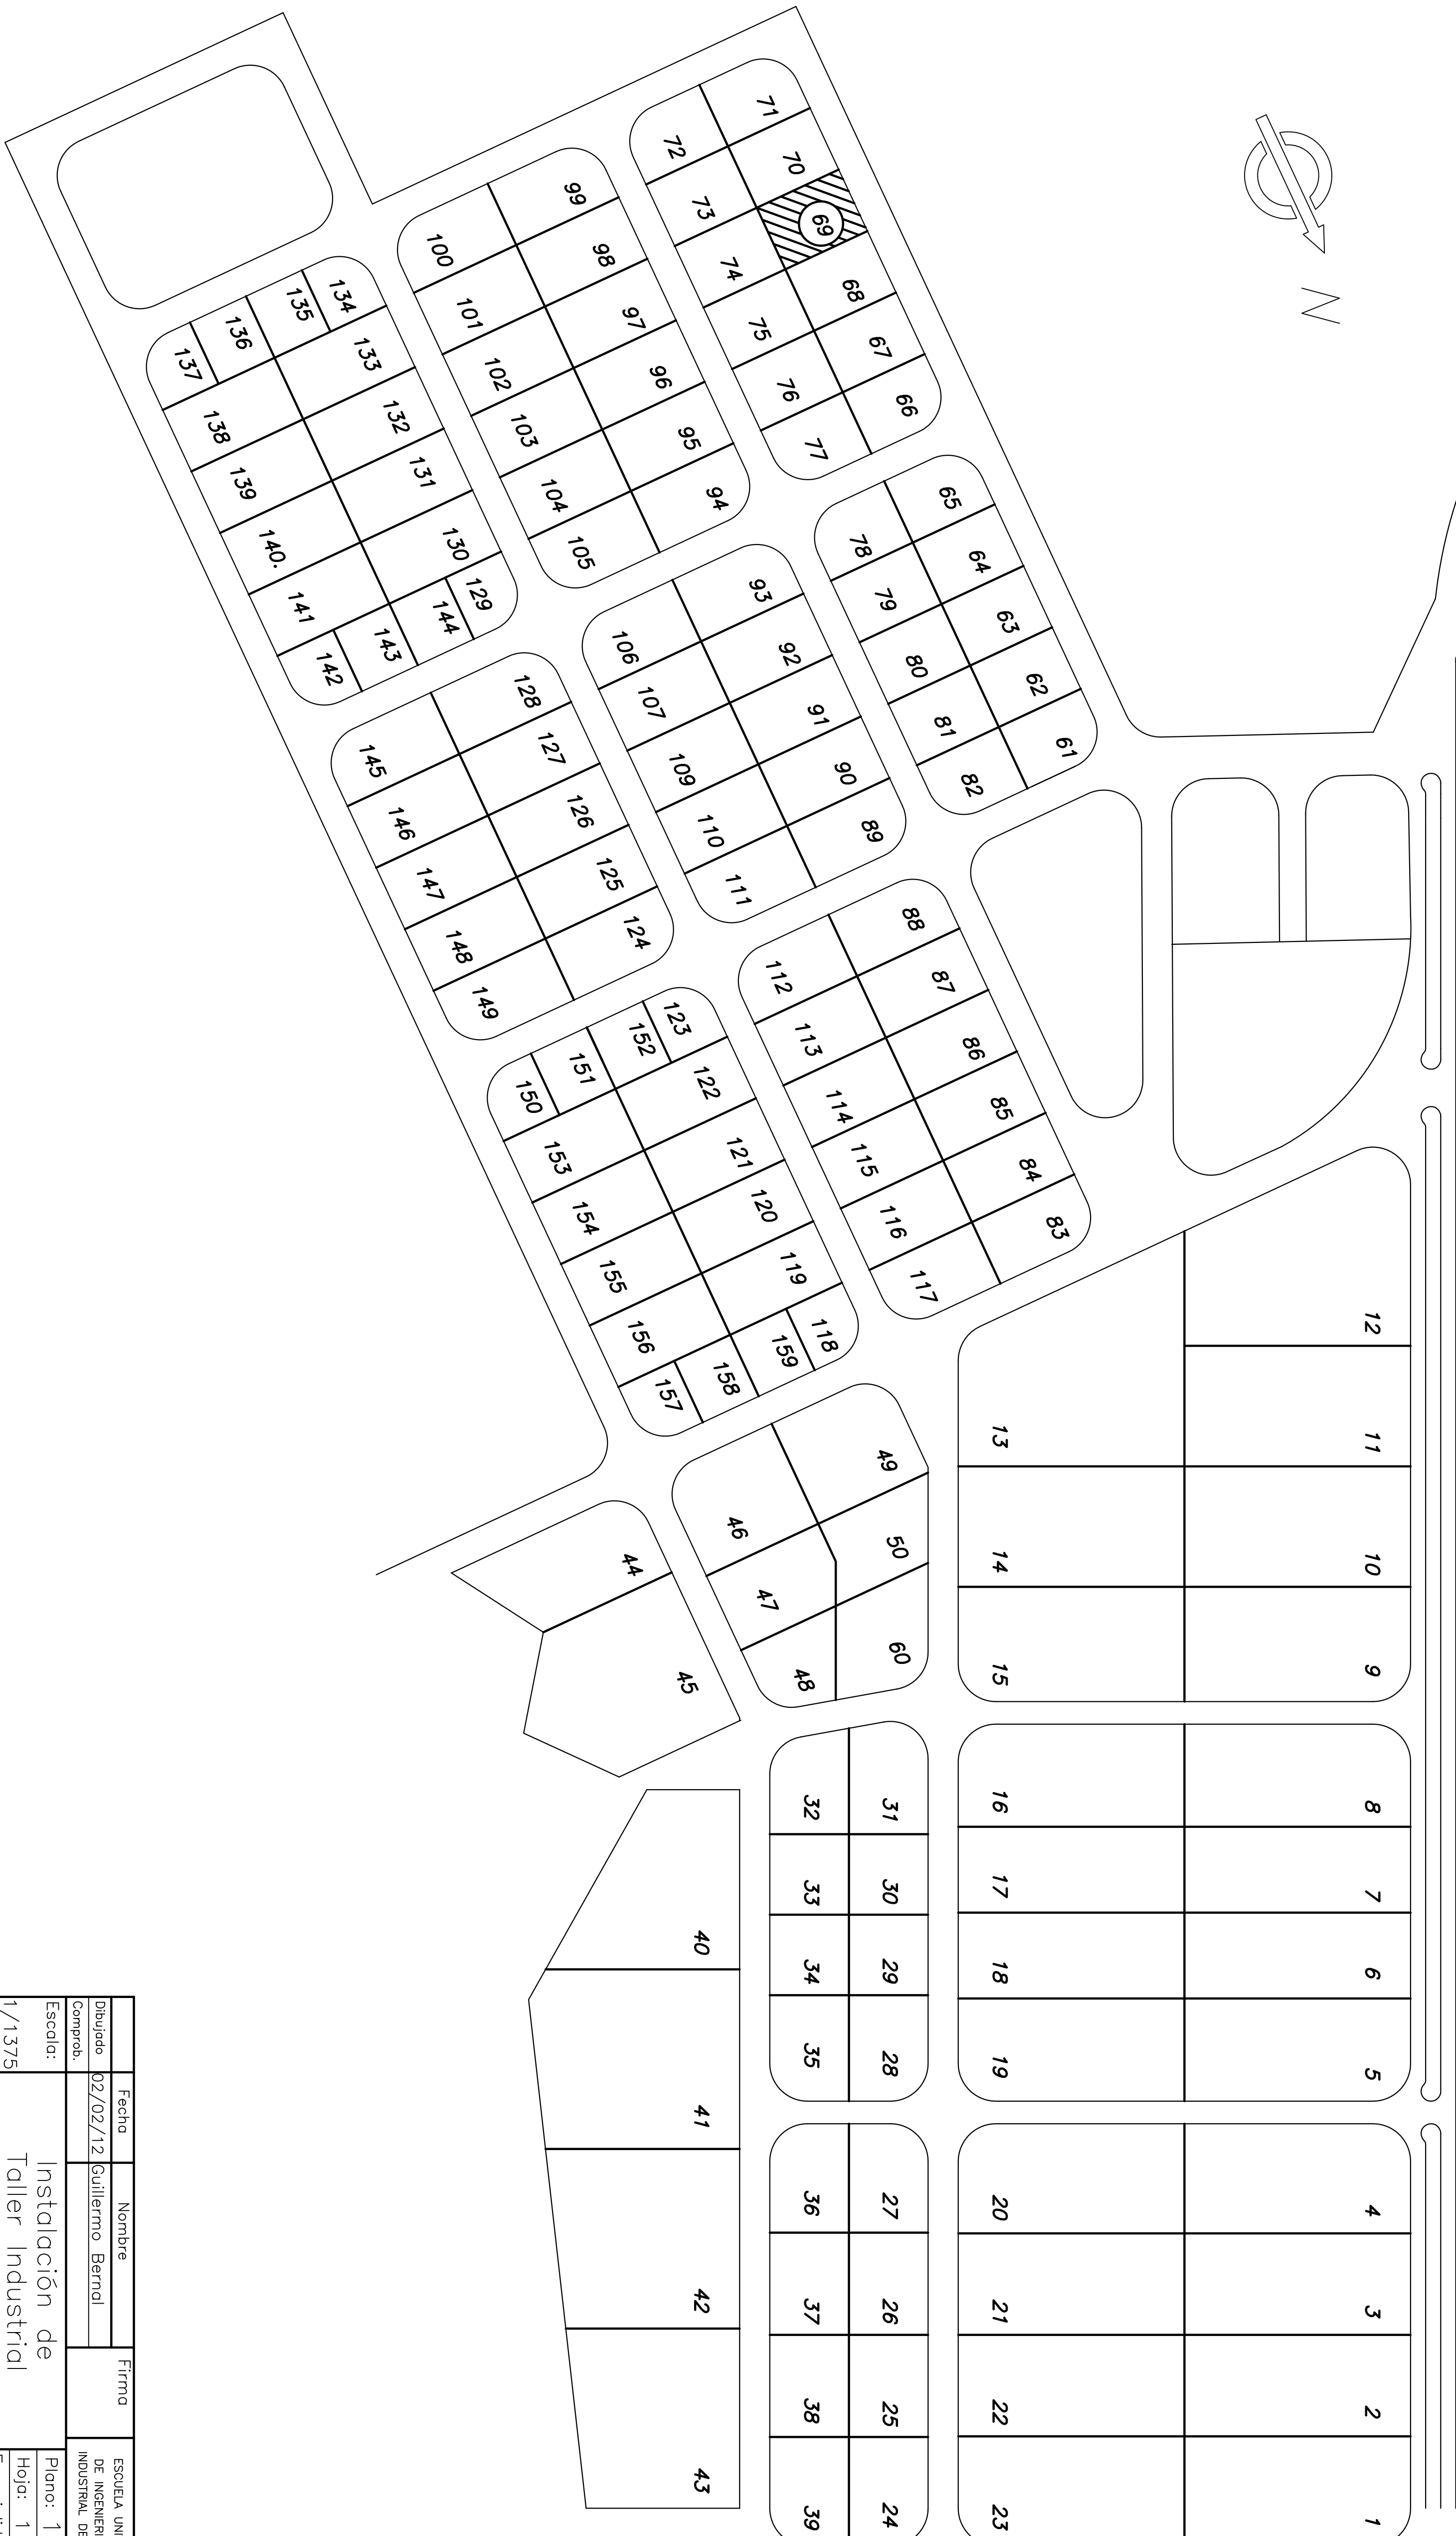 N
12 11 10 9
8 7 6 5
4 3 2 1
13 14 15
16 17 18 19
20 21 22 23
71 70 69 68 67 66
72 73 74 75 76 77
65 64 63 62 61
78 79 80 81 82
99 98 97 96 95 94
100 101 102 103 104 105
93 92 91 90 89
106 107 109 110 111
88 87 86 85 84 83
112 113 114 115 116 117
134 133 132 131 130 129
135 144
136 143
137 138 139 140. 141 142
128 127 126 125 124
145 146 147 148 149
123 122 121 120 119 118
152 159
151 158
150 153 154 155 156 157
49 50 60
46 47 48
44 45
31 30 29 28
32 33 34 35
27 26 25 24
36 37 38 39
40 41 42 43
Fecha Nombre Firma ESCUELA UNI
Dibujado 02/02/12 Guillermo Bernal DE INGENIERI
Comprob. INDUSTRIAL DE
Escala: Instalación de Plano: 1
1/1375 Taller Industrial Hoja: 1